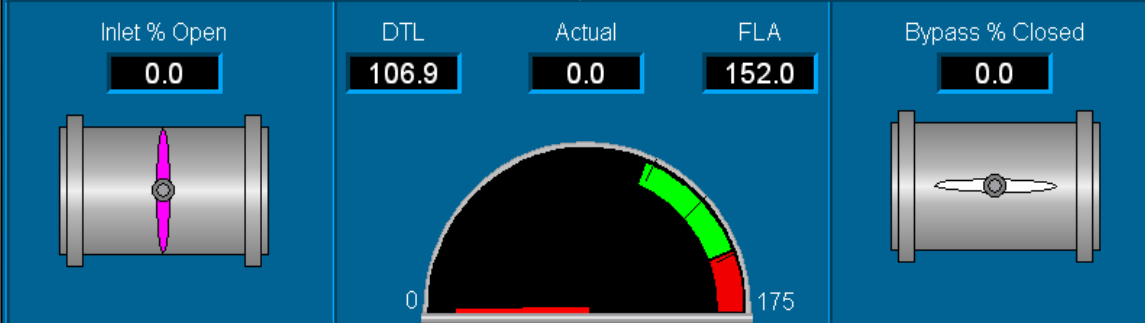 Inlet % Open
0.0
DTL
Actual
FLA
106.9
0.0
152.0
0
175
Bypass % Closed
0.0